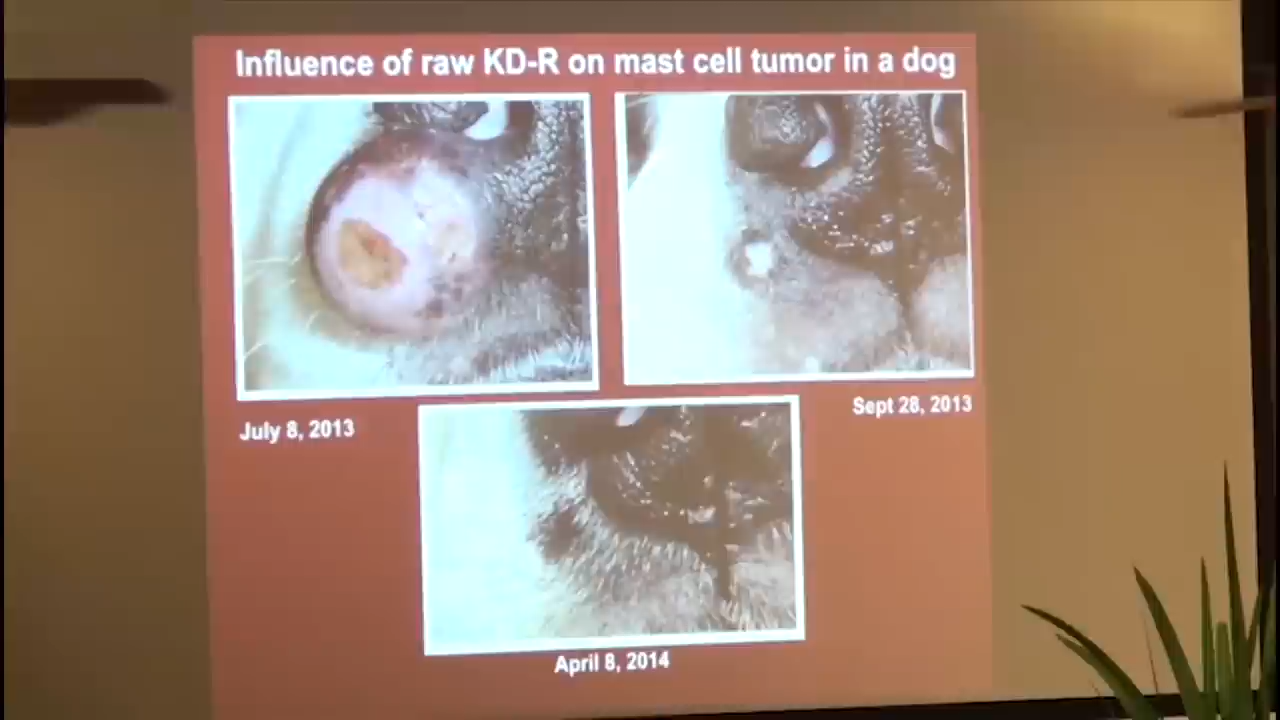 Influence of raw KD-R on mast cell tumor in a dog
July 8, 2013
Sept 28, 2013
April 8, 2014